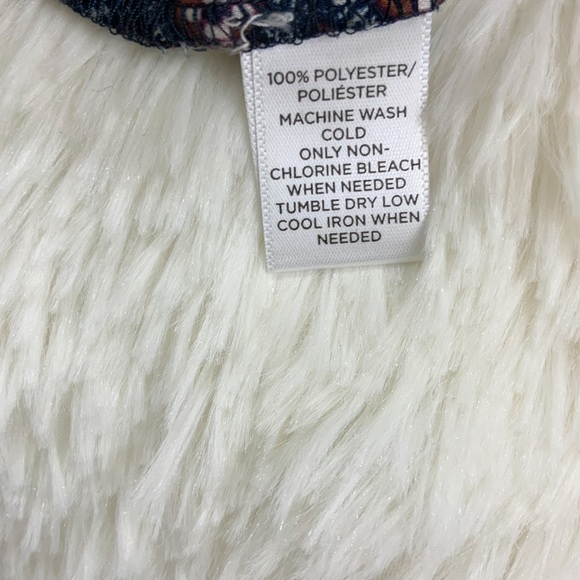 100% POLYESTER/
POLIÉSTER
MACHINE WASH
COLD
ONLY NON-
CHLORINE BLEACH
WHEN NEEDED
TUMBLE DRY LOW
COOL IRON WHEN
NEEDED